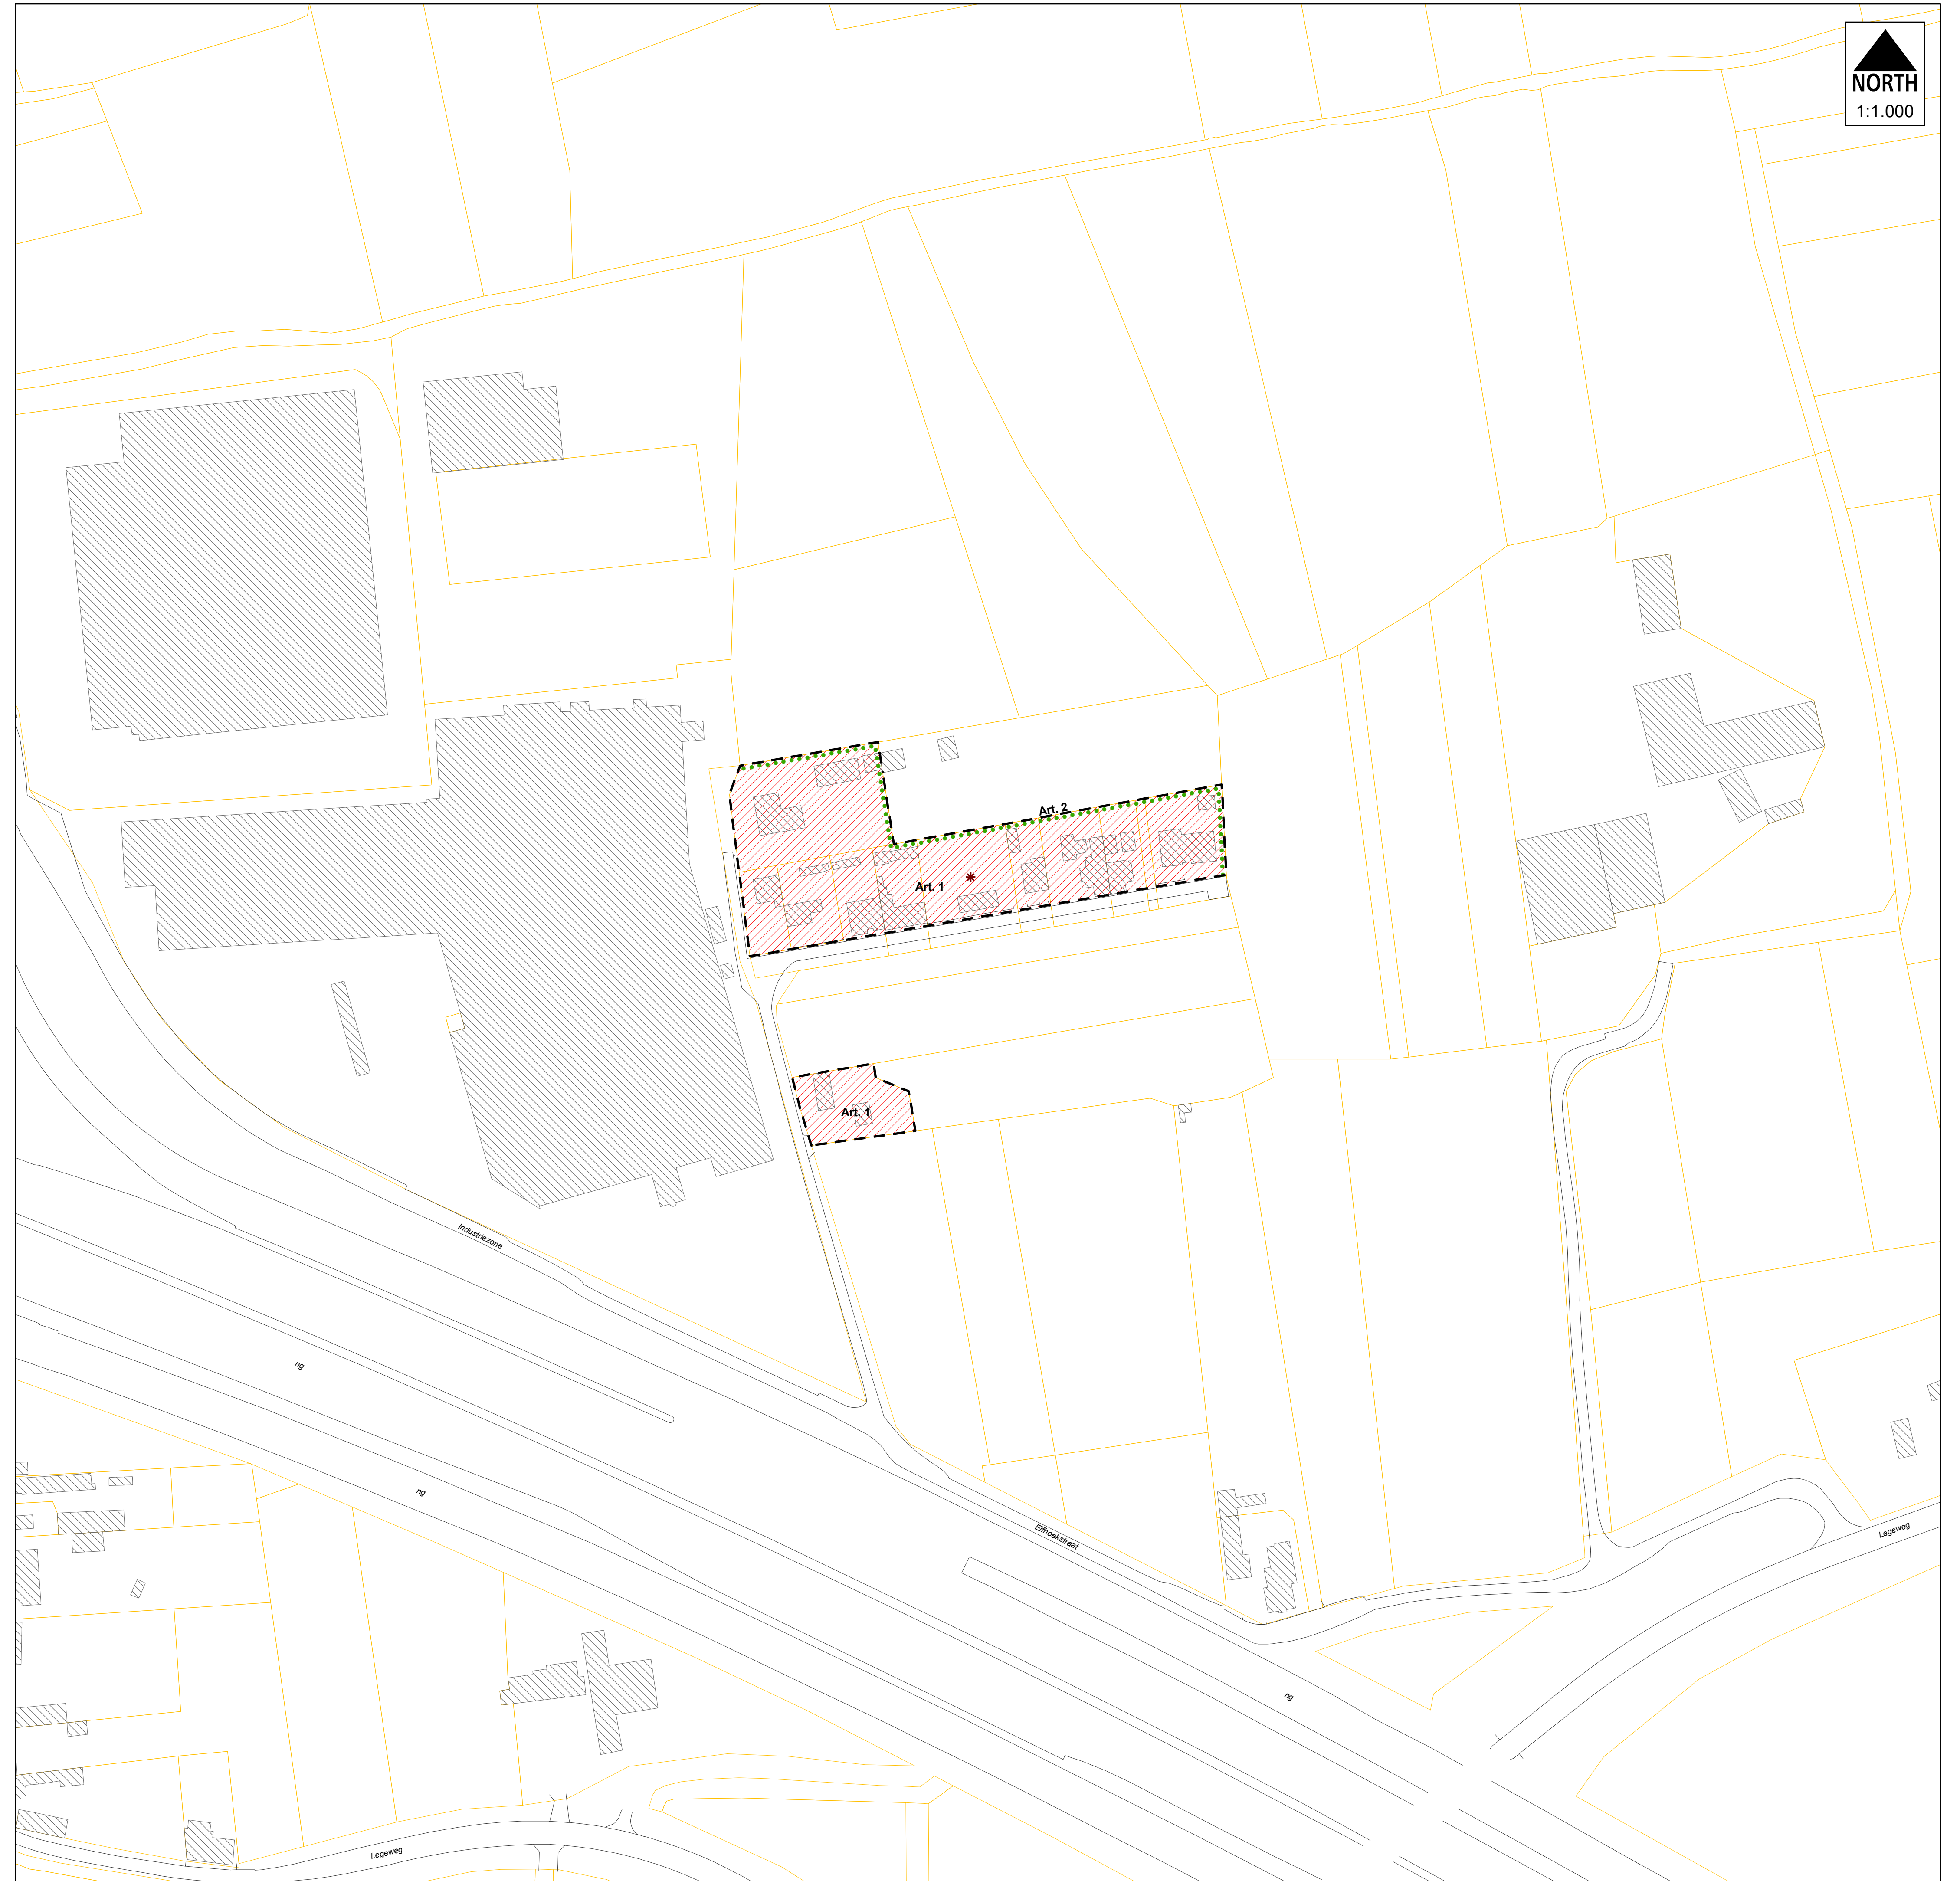 NORTH
1:1.000
Art. 2
Art. 1
Art. 1
Industriezone
ng
ng
Elfhoekstraat
Legeweg
ng
Legeweg